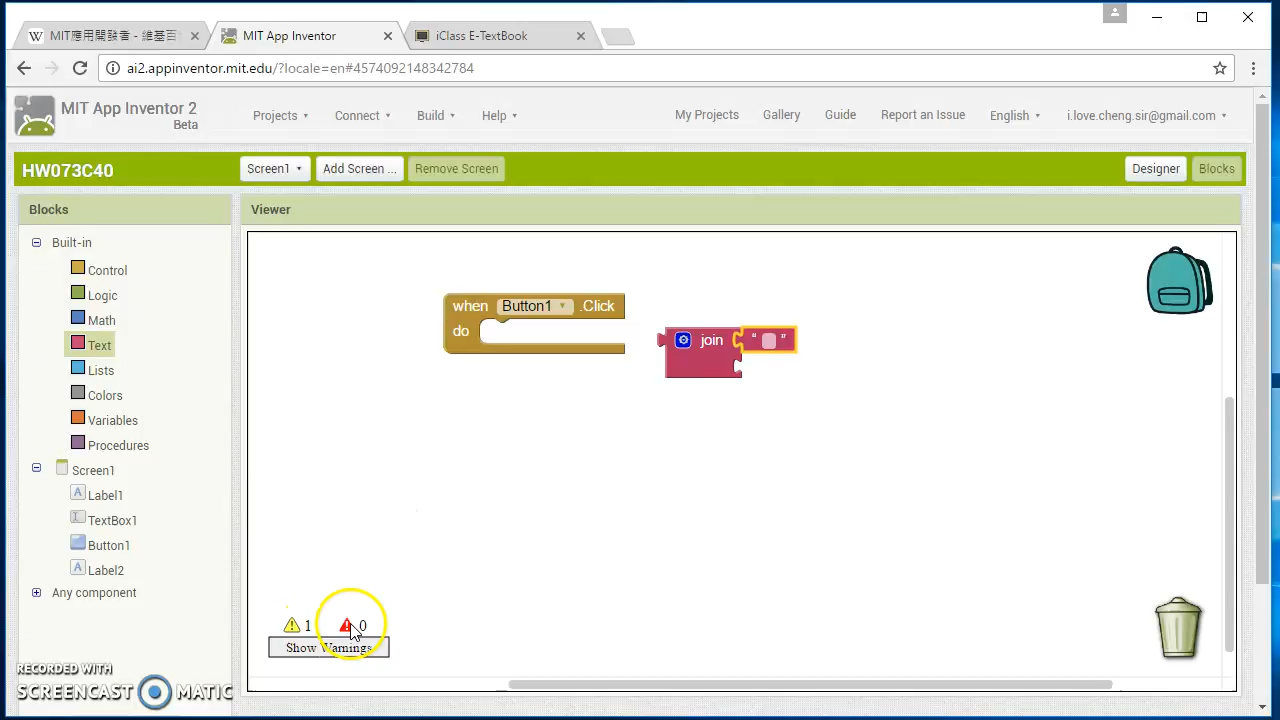 MIT應用開發者 - 維基百
MIT App Inventor
iClass E-TextBook
ai2.appinventor.mit.edu/?locale=en#4574092148342784
MIT App Inventor 2
Beta
Projects
Connect
Build
Help
My Projects
Gallery
Guide
Report an Issue
English
i.love.cheng.sir@gmail.com
HW073C40
Screen1
Add Screen ...
Remove Screen
Designer
Blocks
Blocks
Viewer
Built-in
Control
Logic
Math
Text
Lists
Colors
Variables
Procedures
Screen1
Label1
TextBox1
Button1
Label2
Any component
when Button1 .Click
do
join " "
1 0
Show Warnings
RECORDED WITH
SCREENCAST MATIC